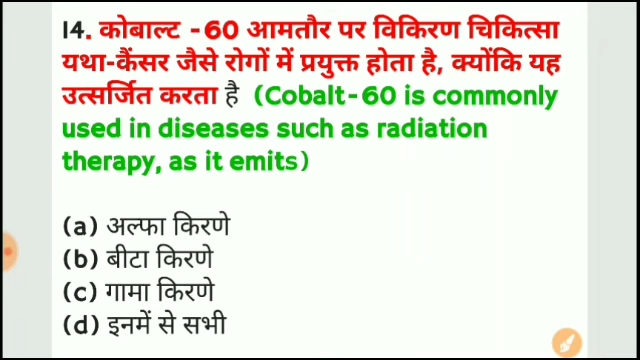 14. कोबाल्ट -60 आमतौर पर विकिरण चिकित्सा
यथा-कैंसर जैसे रोगों में प्रयुक्त होता है, क्योंकि यह
उत्सर्जित करता है (Cobalt-60 is commonly
used in diseases such as radiation
therapy, as it emits)
(a) अल्फा किरणे
(b) बीटा किरणे
(c) गामा किरणे
(d) इनमें से सभी